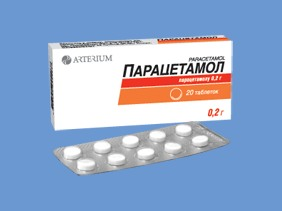 ARTERIUM
PARACETAMOL
ПАРАЦЕТАМОЛ
парацетамолу 0,2 г
20 таблеток
0,2 г